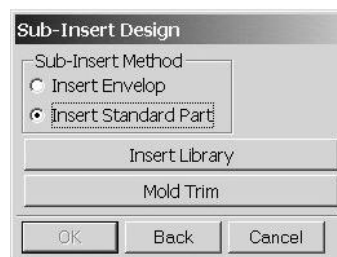 Sub-Insert Design
Sub-Insert Method
Insert Envelop
Insert Standard Part
Insert Library
Mold Trim
OK Back Cancel